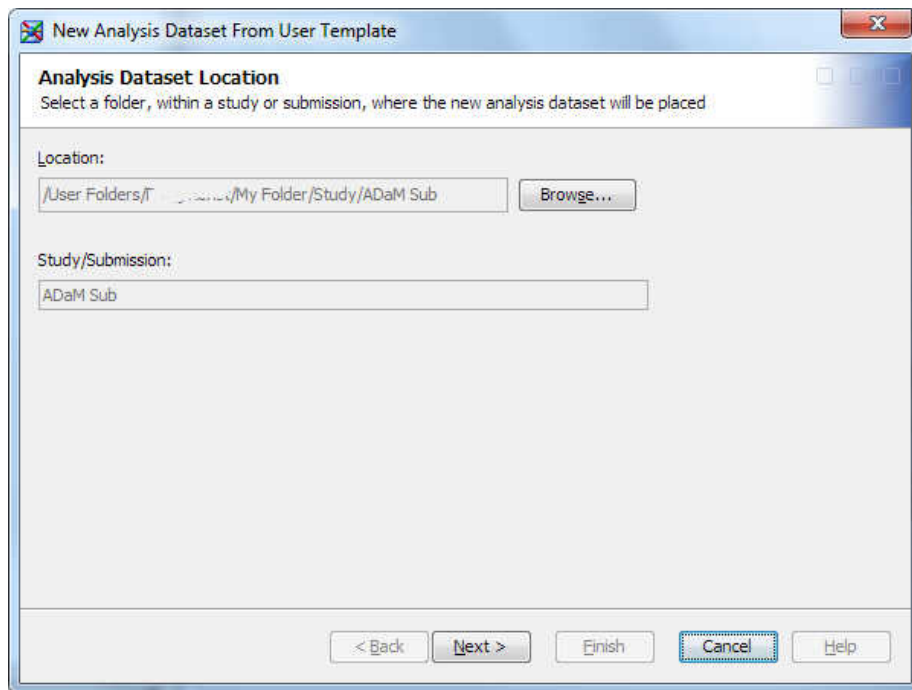 New Analysis Dataset From User Template
Analysis Dataset Location
Select a folder, within a study or submission, where the new analysis dataset will be placed
Location:
/User Folders/ /My Folder/Study/ADaM Sub
Browse...
Study/Submission:
ADaM Sub
< Back Next > Finish Cancel Help